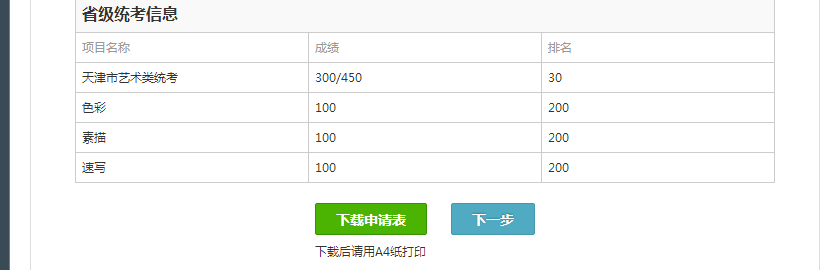 省级统考信息
项目名称 成绩 排名
天津市艺术类统考 300/450 30
色彩 100 200
素描 100 200
速写 100 200
下载申请表 下一步
下载后请用A4纸打印